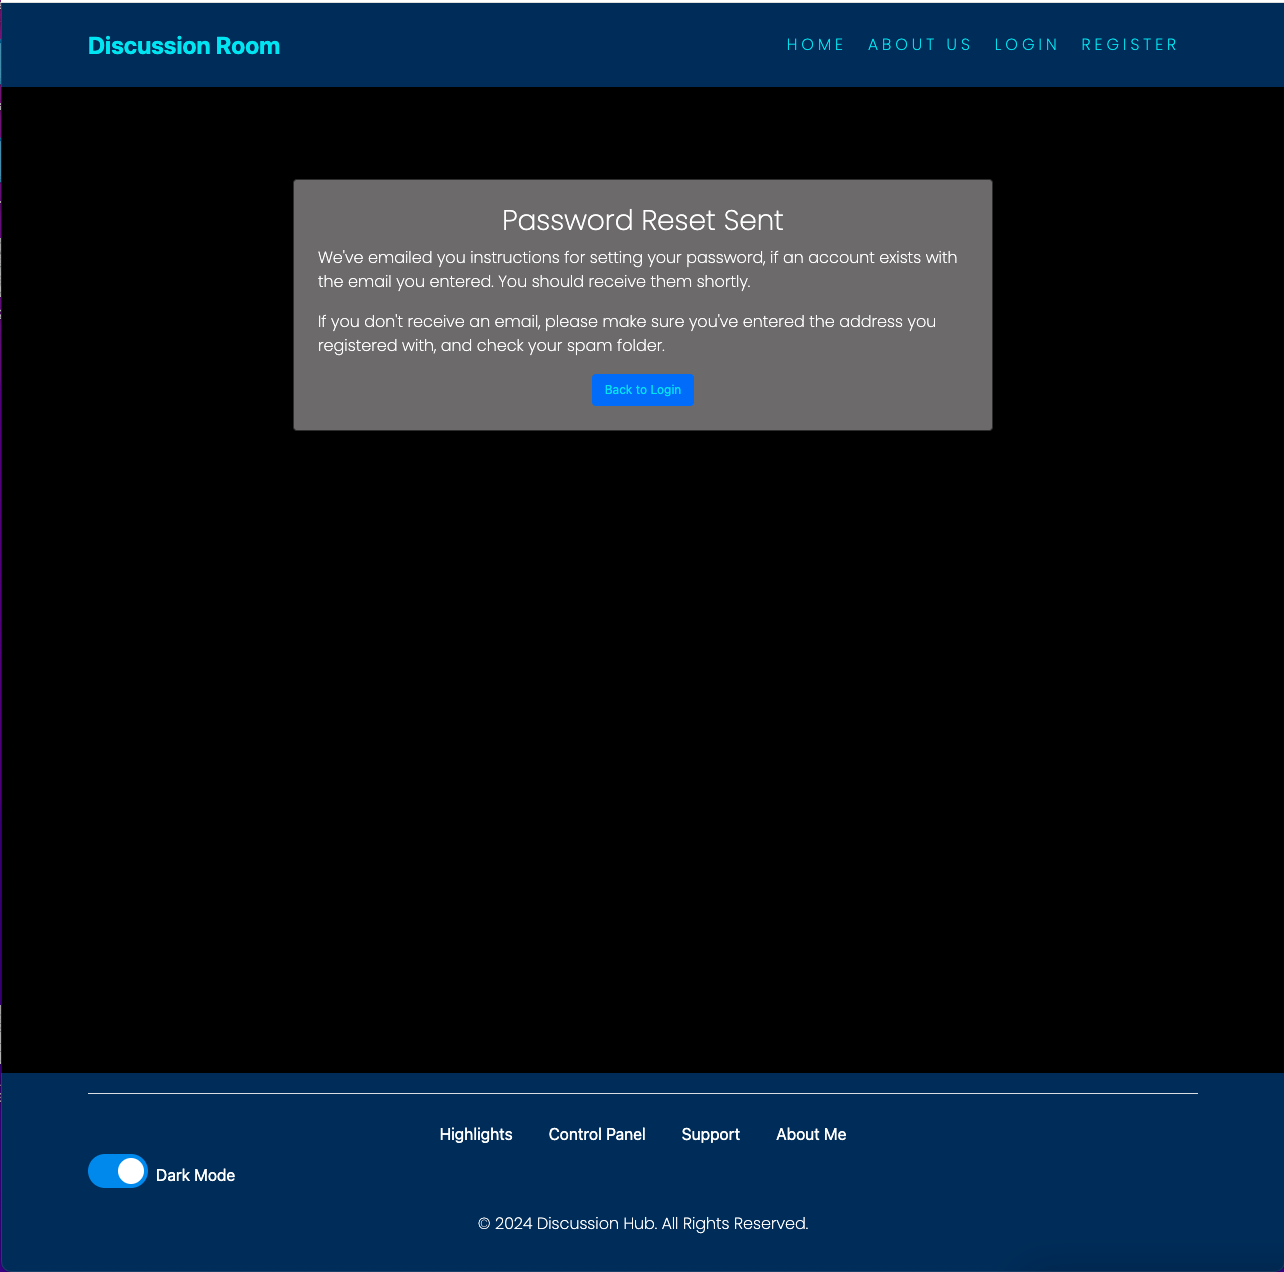 Discussion Room
HOME ABOUT US LOGIN REGISTER
Password Reset Sent
We've emailed you instructions for setting your password, if an account exists with
the email you entered. You should receive them shortly.
If you don't receive an email, please make sure you've entered the address you
registered with, and check your spam folder.
Back to Login
Highlights Control Panel Support About Me
Dark Mode
© 2024 Discussion Hub. All Rights Reserved.